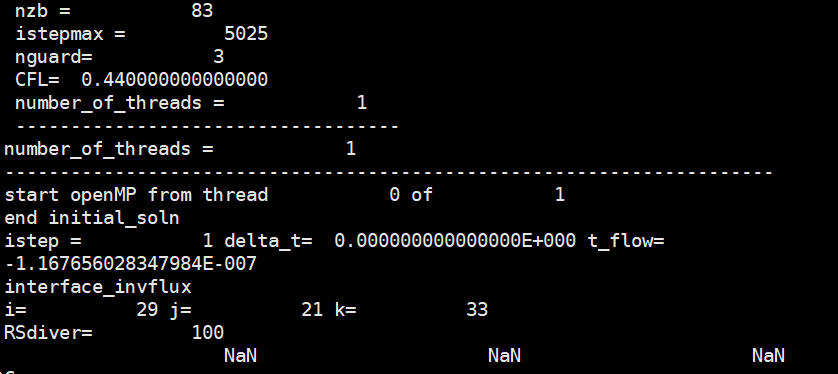 nzb =           83
istepmax =         5025
nguard=           3
CFL=  0.440000000000000
number_of_threads =            1
-----------------------------------
number_of_threads =            1
----------------------------------------------------------------------
start openMP from thread           0 of           1
end initial_soln
istep =           1 delta_t=  0.000000000000000E+000 t_flow=
-1.167656028347984E-007
interface_invflux
i=          29 j=          21 k=          33
RSdiver=         100
NaN                     NaN                     NaN